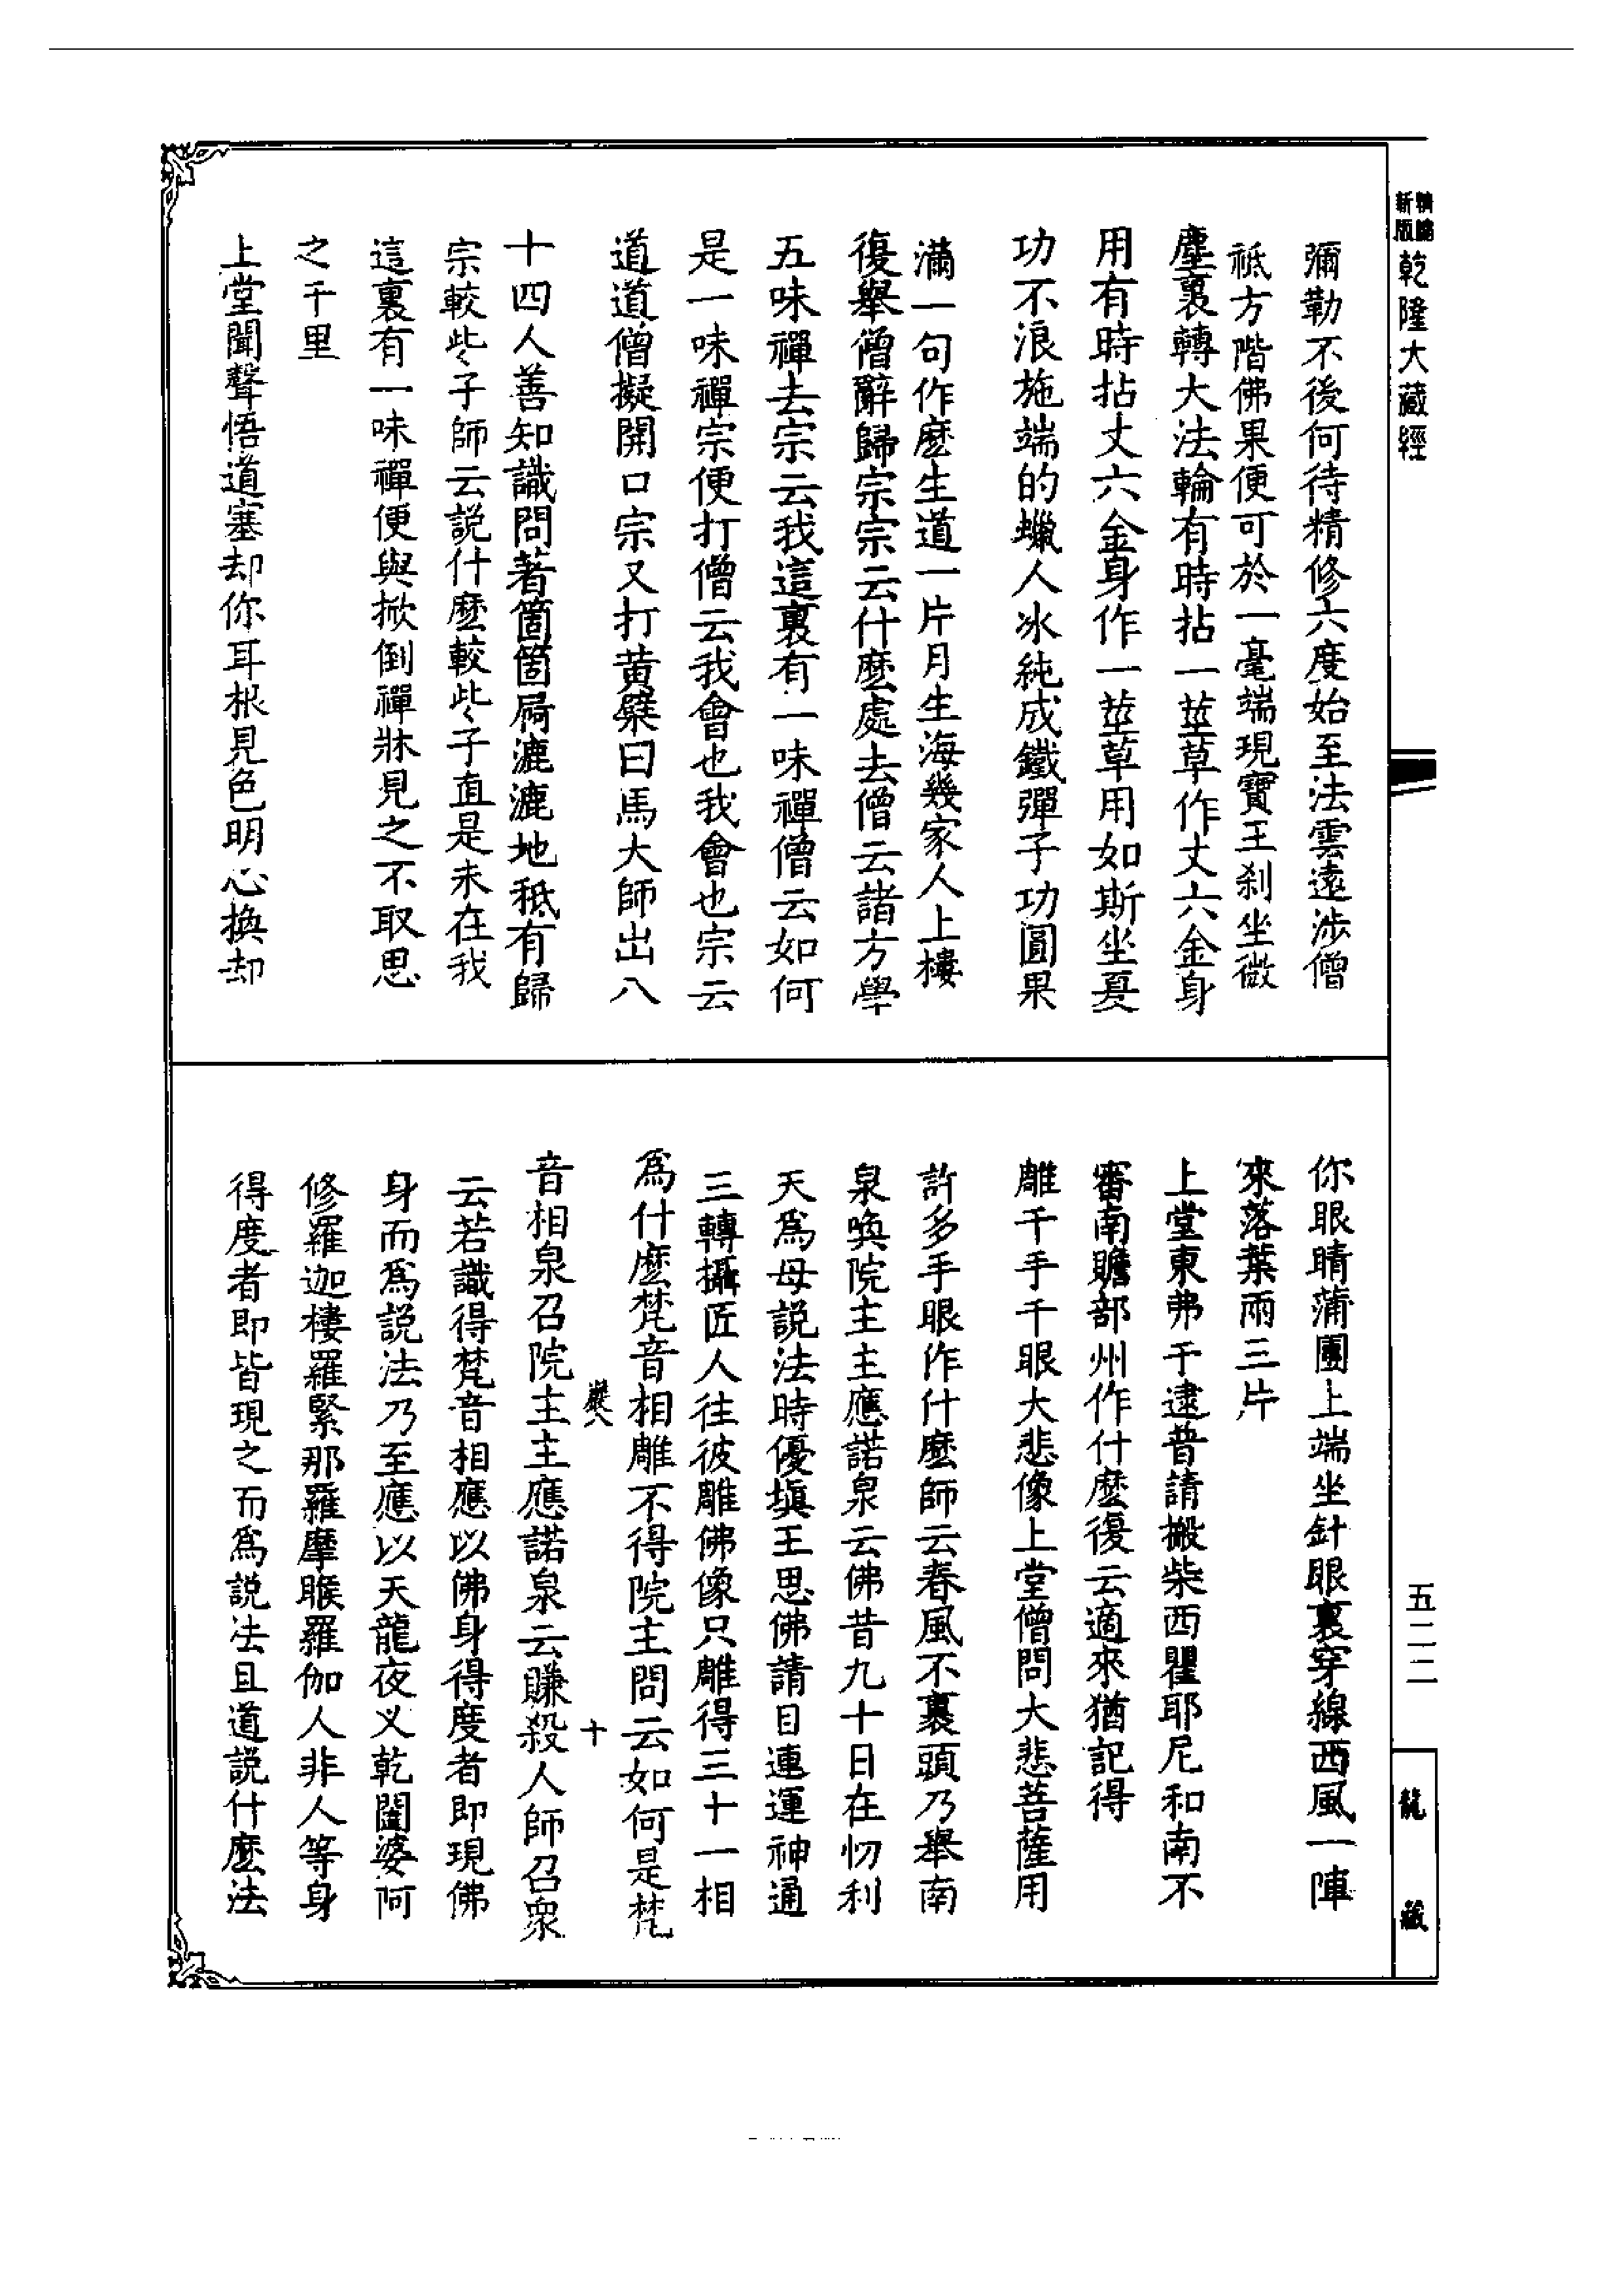 新版精編乾隆大藏經
五二二
龍藏
彌勒不後何待精修六度始至法雲遠涉僧
祇方階佛果便可於一毫端現寶王剎坐微
塵裏轉大法輪有時拈一莖草作丈六金身
用有時拈丈六金身作一莖草用如斯坐夏
功不浪施端的蠟人冰純成鐵彈子功圓果
滿一句作麼生道一片月生海幾家人上樓
復舉僧辭歸宗宗云什麼處去僧云諸方學
五味禪去宗云我這裏有一味禪僧云如何
是一味禪宗便打僧云我會也我會也宗云
道道僧擬開口宗又打黃檗曰馬大師出八
十四人善知識問著箇箇屙漉漉地秪有歸
宗較些子師云說什麼較些子直是未在我
這裏有一味禪便與掀倒禪牀見之不取思
之千里
上堂聞聲悟道塞却你耳根見色明心換却
你眼睛蒲團上端坐針眼裏穿線西風一陣
來落葉兩三片
上堂東弗于逮普請搬柴西瞿耶尼和南不
審南贍部州作什麼復云適來猶記得
雕千手千眼大悲像上堂僧問大悲菩薩用
許多手眼作什麼師云春風不裹頭乃舉南
泉喚院主主應諾泉云佛昔九十日在忉利
天爲母說法時優塡王思佛請目連運神通
三轉攝匠人往彼雕佛像只雕得三十一相
爲什麼梵音相雕不得院主問云如何是梵
巖八 十
音相泉召院主主應諾泉云賺殺人師召衆
云若識得梵音相應以佛身得度者即現佛
身而爲說法乃至應以天龍夜乂乾闥婆阿
修羅迦樓羅緊那羅摩睺羅伽人非人等身
得度者即皆現之而爲說法且道說什麼法